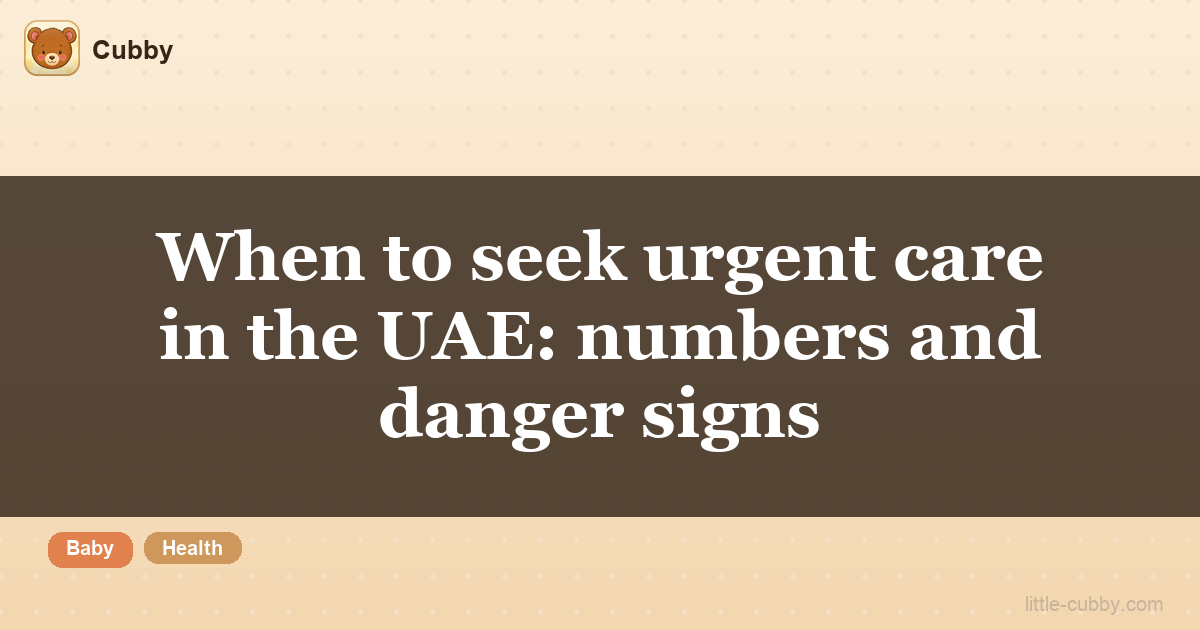 Cubby
When to seek urgent care
in the UAE: numbers and
danger signs
Baby
Health
little-cubby.com